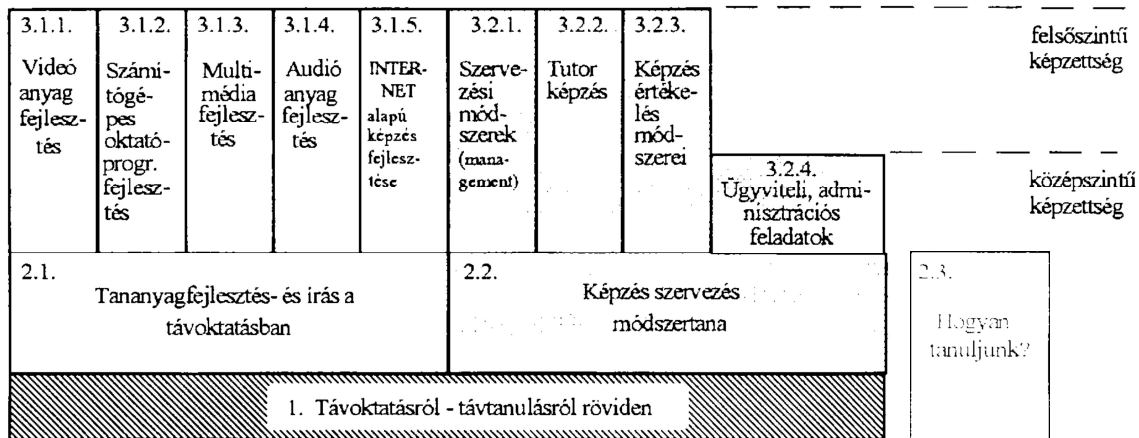 3.1.1.
Videó
anyag
fejlesz-
tés
3.1.2.
Számi-
tógé-
pes
oktató-
progr.
fejlesz-
tés
3.1.3.
Multi-
média
fejlesz-
tés
3.1.4.
Audió
anyag
fejlesz-
tés
3.1.5.
INTER-
NET
alapú
képzés
fejlesz-
tése
3.2.1.
Szerve-
zési
mód-
szerek
(mana-
gement)
3.2.2.
Tutor
képzés
3.2.3.
Képzés
értéke-
lés
mód-
szerei
felsőszintű
képzettség
3.2.4.
Ügyviteli, admi-
nisztrációs
feladatok
középszintű
képzettség
2.1.
Tananyagfejlesztés- és írás a
távoktatásban
2.2.
Képzés szervezés
módszertana
2.3.
Hogyan
tanuljunk?
1. Távoktatásról - távtanulásról röviden